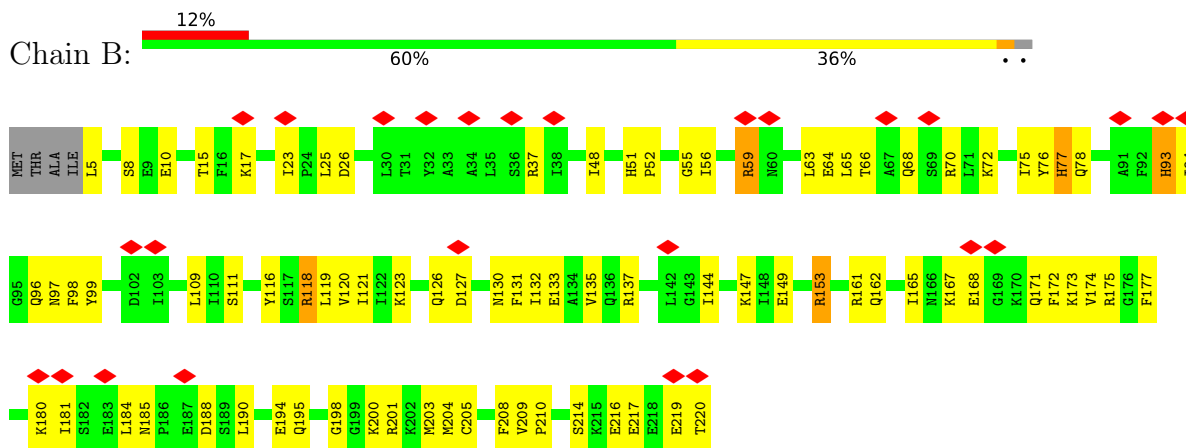 12%
Chain B:
60% 36% • •
MET THR ALA ILE L5 S8 E9 E10 T15 F16 K17 I23 P24 L25 D26 L30 T31 Y32 A33 A34 L35 S36 R37 I38 I48 H51 P52 G55 I56 R59 N60 L63 E64 L65 T66 A67 Q68 S69 R70 L71 K72 I75 Y76 H77 Q78 A91 F92 H93
G95 Q96 N97 F98 Y99 D102 I103 L109 I110 S111 Y116 S117 R118 L119 V120 I121 I122 K123 Q126 D127 N130 F131 I132 E133 A134 V135 Q136 R137 L142 G143 I144 K147 I148 E149 R153 R161 Q162 I165 N166 K167 E168 G169 K170 Q171 F172 K173 V174 R175 G176 F177
K180 I181 S182 E183 L184 N185 P186 E187 D188 S189 L190 E194 Q195 G198 G199 K200 R201 K202 M203 M204 C205 F208 V209 P210 S214 K215 E216 E217 E218 E219 T220